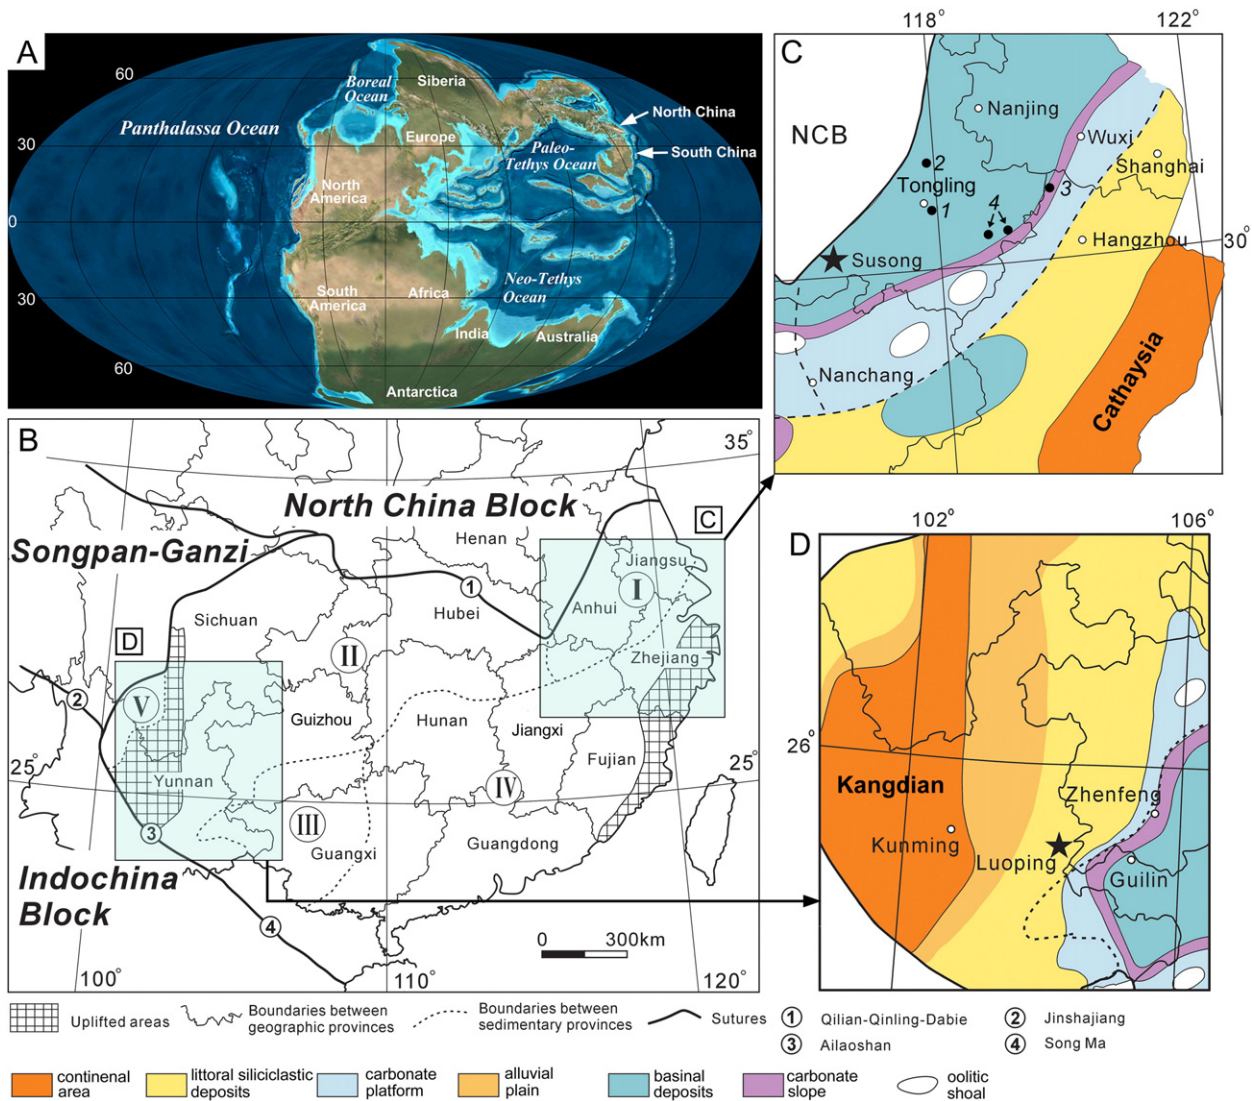 A
60
30
0
30
60
Boreal
Ocean
Siberia
Panthalassa Ocean
Europe
North China
Paleo-
Tethys Ocean
South China
North
America
Neo-Tethys
Ocean
South
America
Africa
India
Australia
Antarctica
118°
122°
C
NCB
Nanjing
Wuxi
Shanghai
2
Tongling
1
3
4
Hangzhou
30°
Susong
Nanchang
Cathaysia
B
35°
North China Block
C
Songpan-Ganzi
Henan
Jiangsu
I
1
Anhui
Sichuan
Hubei
D
II
Zhejiang
V
2
Guizhou
Hunan
Jiangxi
Fujian
25°
Yunnan
IV
3
III
Guangxi
Guangdong
Indochina
Block
4
0 300km
100°
110°
120°
102°
106°
D
26°
Kangdian
Zhenfeng
Kunming
Luoping
Guilin
Uplifted areas
Boundaries between
geographic provinces
Boundaries between
sedimentary provinces
Sutures
1 Qilian-Qinling-Dabie
2 Jinshajiang
3 Ailaoshan
4 Song Ma
continenal
area
littoral siliciclastic
deposits
carbonate
platform
alluvial
plain
basinal
deposits
carbonate
slope
oolitic
shoal